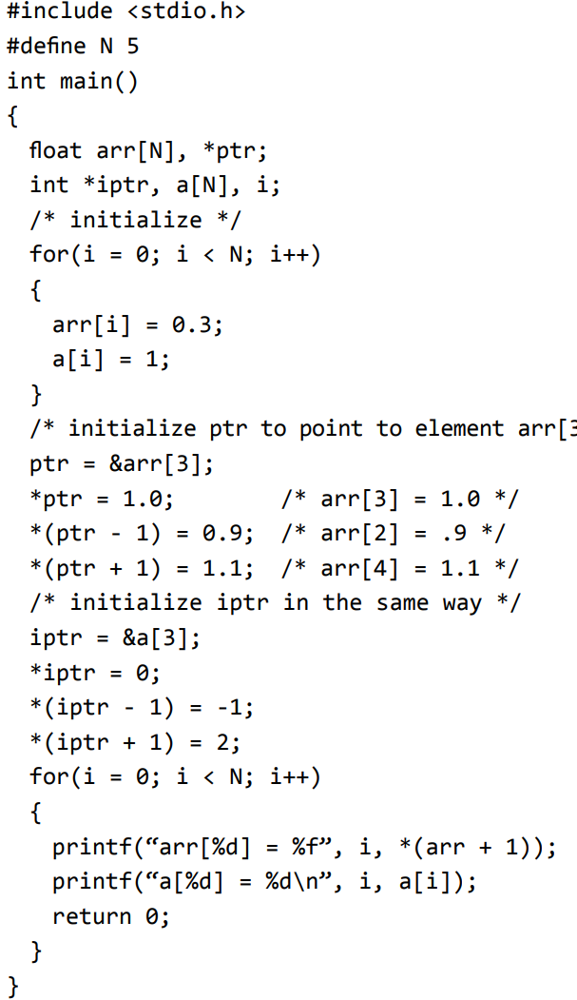 #include <stdio.h>
#define N 5
int main()
{
  float arr[N], *ptr;
  int *iptr, a[N], i;
  /* initialize */
  for(i = 0; i < N; i++)
  {
    arr[i] = 0.3;
    a[i] = 1;
  }
  /* initialize ptr to point to element arr[3
  ptr = &arr[3];
  *ptr = 1.0;         /* arr[3] = 1.0 */
  *(ptr - 1) = 0.9;  /* arr[2] = .9 */
  *(ptr + 1) = 1.1;  /* arr[4] = 1.1 */
  /* initialize iptr in the same way */
  iptr = &a[3];
  *iptr = 0;
  *(iptr - 1) = -1;
  *(iptr + 1) = 2;
  for(i = 0; i < N; i++)
  {
    printf(“arr[%d] = %f”, i, *(arr + 1));
    printf(“a[%d] = %d\n”, i, a[i]);
    return 0;
  }
}